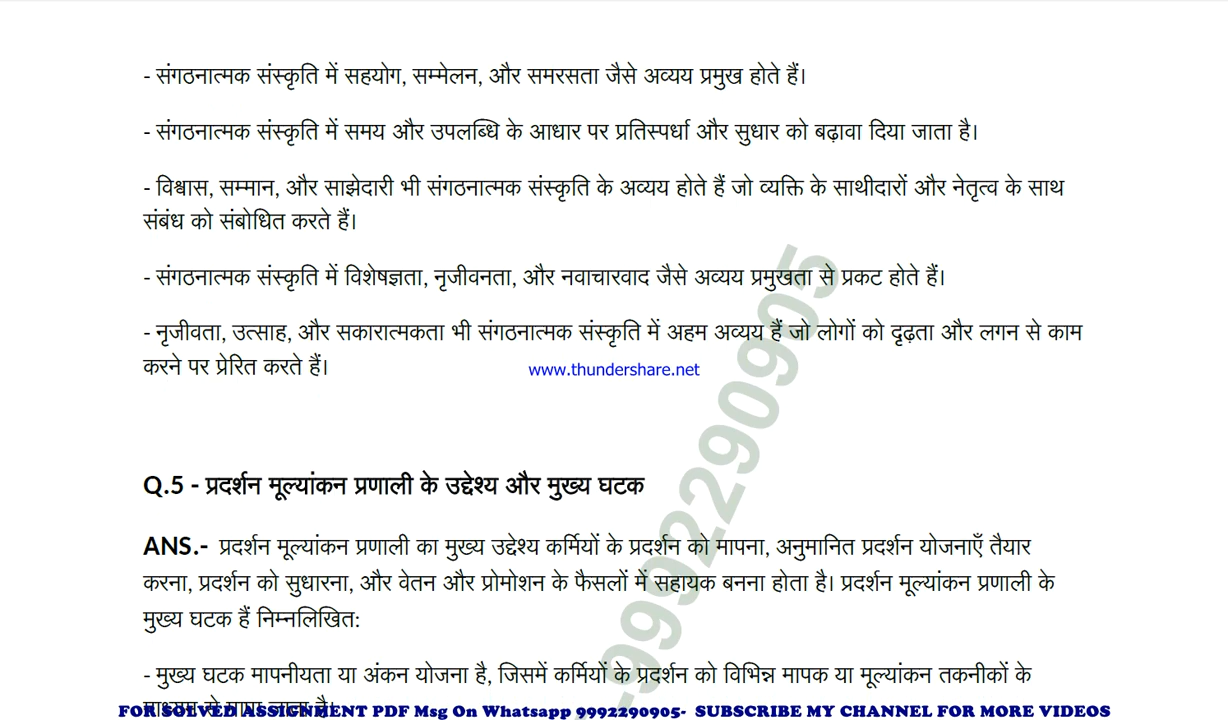 - संगठनात्मक संस्कृति में सहयोग, सम्मेलन, और समरसता जैसे अव्यय प्रमुख होते हैं।
- संगठनात्मक संस्कृति में समय और उपलब्धि के आधार पर प्रतिस्पर्धा और सुधार को बढ़ावा दिया जाता है।
- विश्वास, सम्मान, और साझेदारी भी संगठनात्मक संस्कृति के अव्यय होते हैं जो व्यक्ति के साथीदारों और नेतृत्व के साथ
संबंध को संबोधित करते हैं।
- संगठनात्मक संस्कृति में विशेषज्ञता, नृजीवनता, और नवाचारवाद जैसे अव्यय प्रमुखता से प्रकट होते हैं।
- नृजीवता, उत्साह, और सकारात्मकता भी संगठनात्मक संस्कृति में अहम अव्यय हैं जो लोगों को दृढ़ता और लगन से काम
करने पर प्रेरित करते हैं।
www.thundershare.net
Q.5 - प्रदर्शन मूल्यांकन प्रणाली के उद्देश्य और मुख्य घटक
ANS.- प्रदर्शन मूल्यांकन प्रणाली का मुख्य उद्देश्य कर्मियों के प्रदर्शन को मापना, अनुमानित प्रदर्शन योजनाएँ तैयार
करना, प्रदर्शन को सुधारना, और वेतन और प्रोमोशन के फैसलों में सहायक बनना होता है। प्रदर्शन मूल्यांकन प्रणाली के
मुख्य घटक हैं निम्नलिखित:
- मुख्य घटक मापनीयता या अंकन योजना है, जिसमें कर्मियों के प्रदर्शन को विभिन्न मापक या मूल्यांकन तकनीकों के
FOR SOLVED ASSIGNMENT PDF Msg On Whatsapp 9992290905- SUBSCRIBE MY CHANNEL FOR MORE VIDEOS
-9992290905